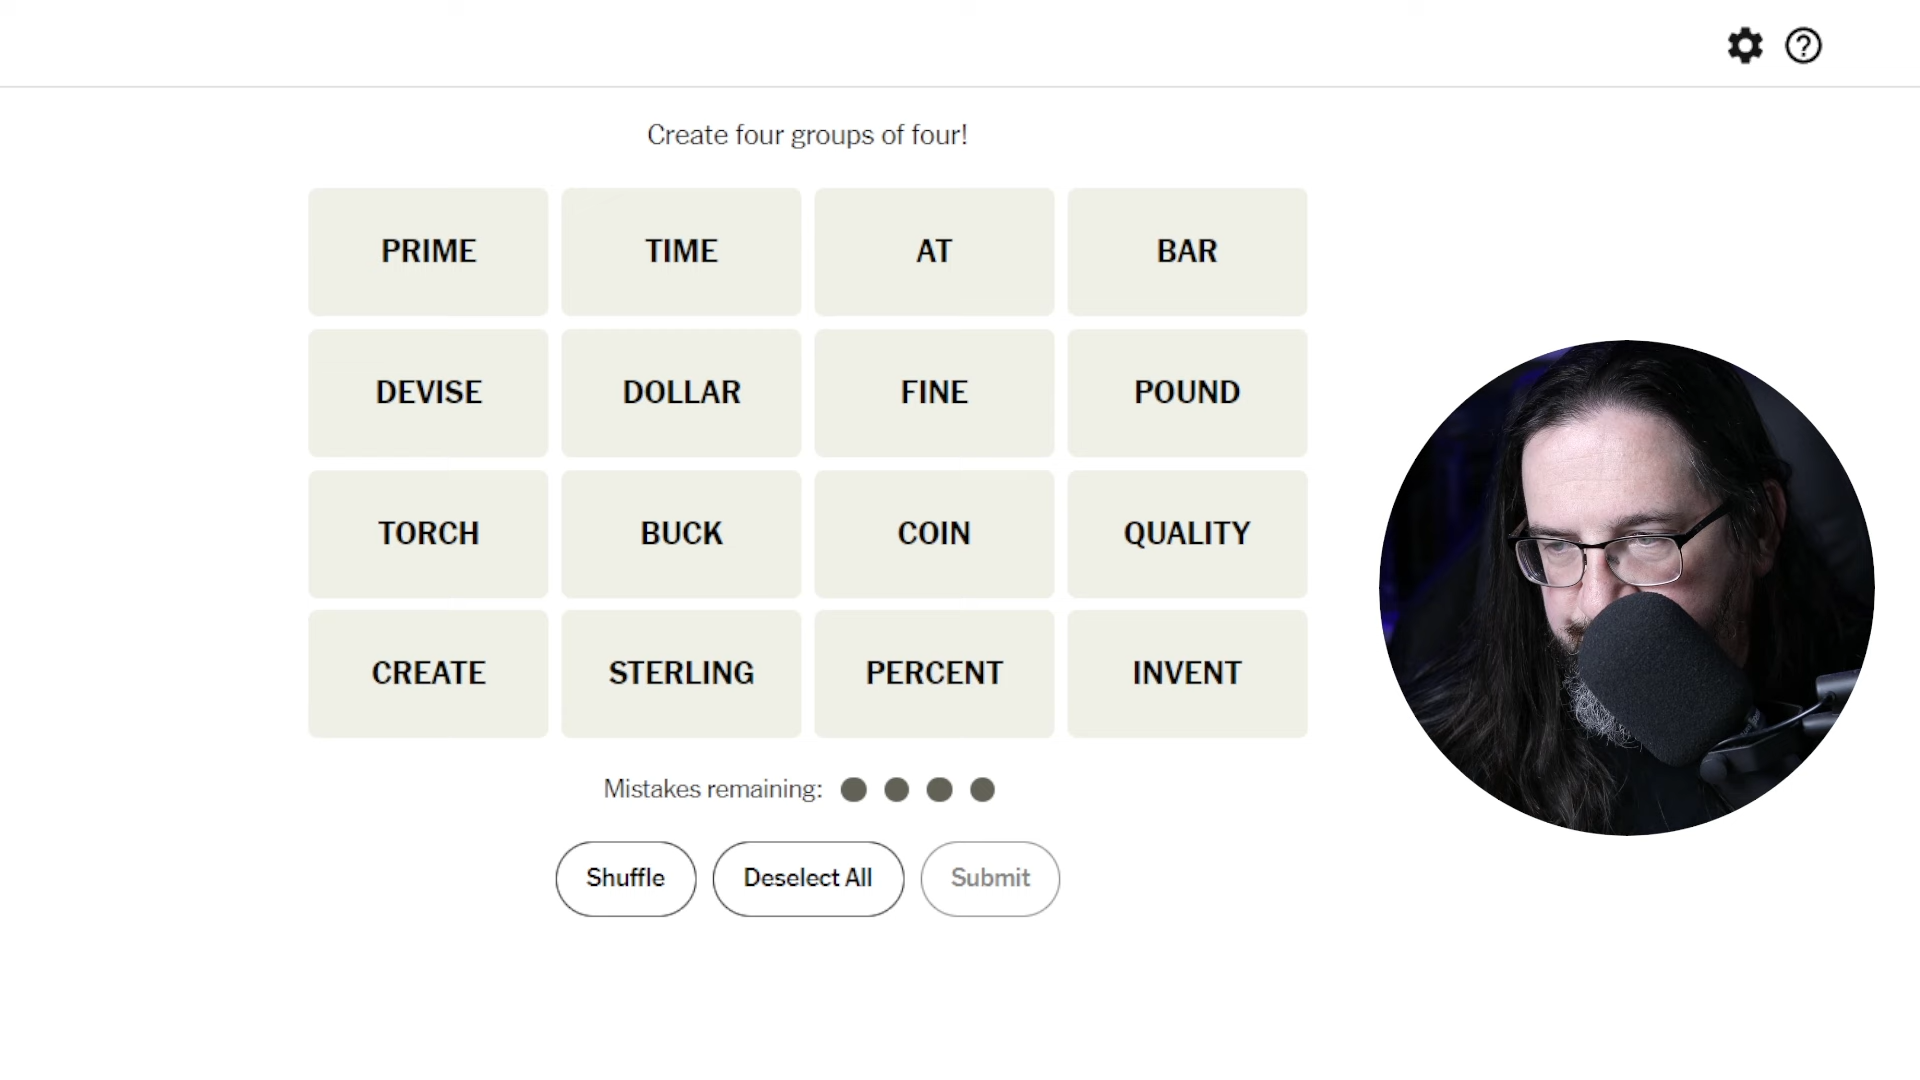 Create four groups of four!
PRIME TIME AT BAR
DEVISE DOLLAR FINE POUND
TORCH BUCK COIN QUALITY
CREATE STERLING PERCENT INVENT
Mistakes remaining:
Shuffle Deselect All Submit